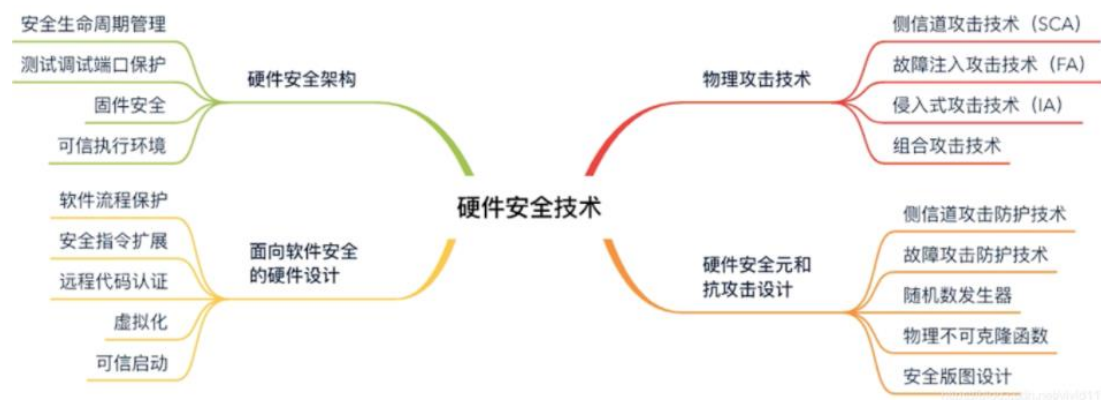 硬件安全技术
硬件安全架构
安全生命周期管理
测试调试端口保护
固件安全
可信执行环境
面向软件安全
的硬件设计
软件流程保护
安全指令扩展
远程代码认证
虚拟化
可信启动
物理攻击技术
侧信道攻击技术（SCA）
故障注入攻击技术（FA）
侵入式攻击技术（IA）
组合攻击技术
硬件安全元和
抗攻击设计
侧信道攻击防护技术
故障攻击防护技术
随机数发生器
物理不可克隆函数
安全版图设计